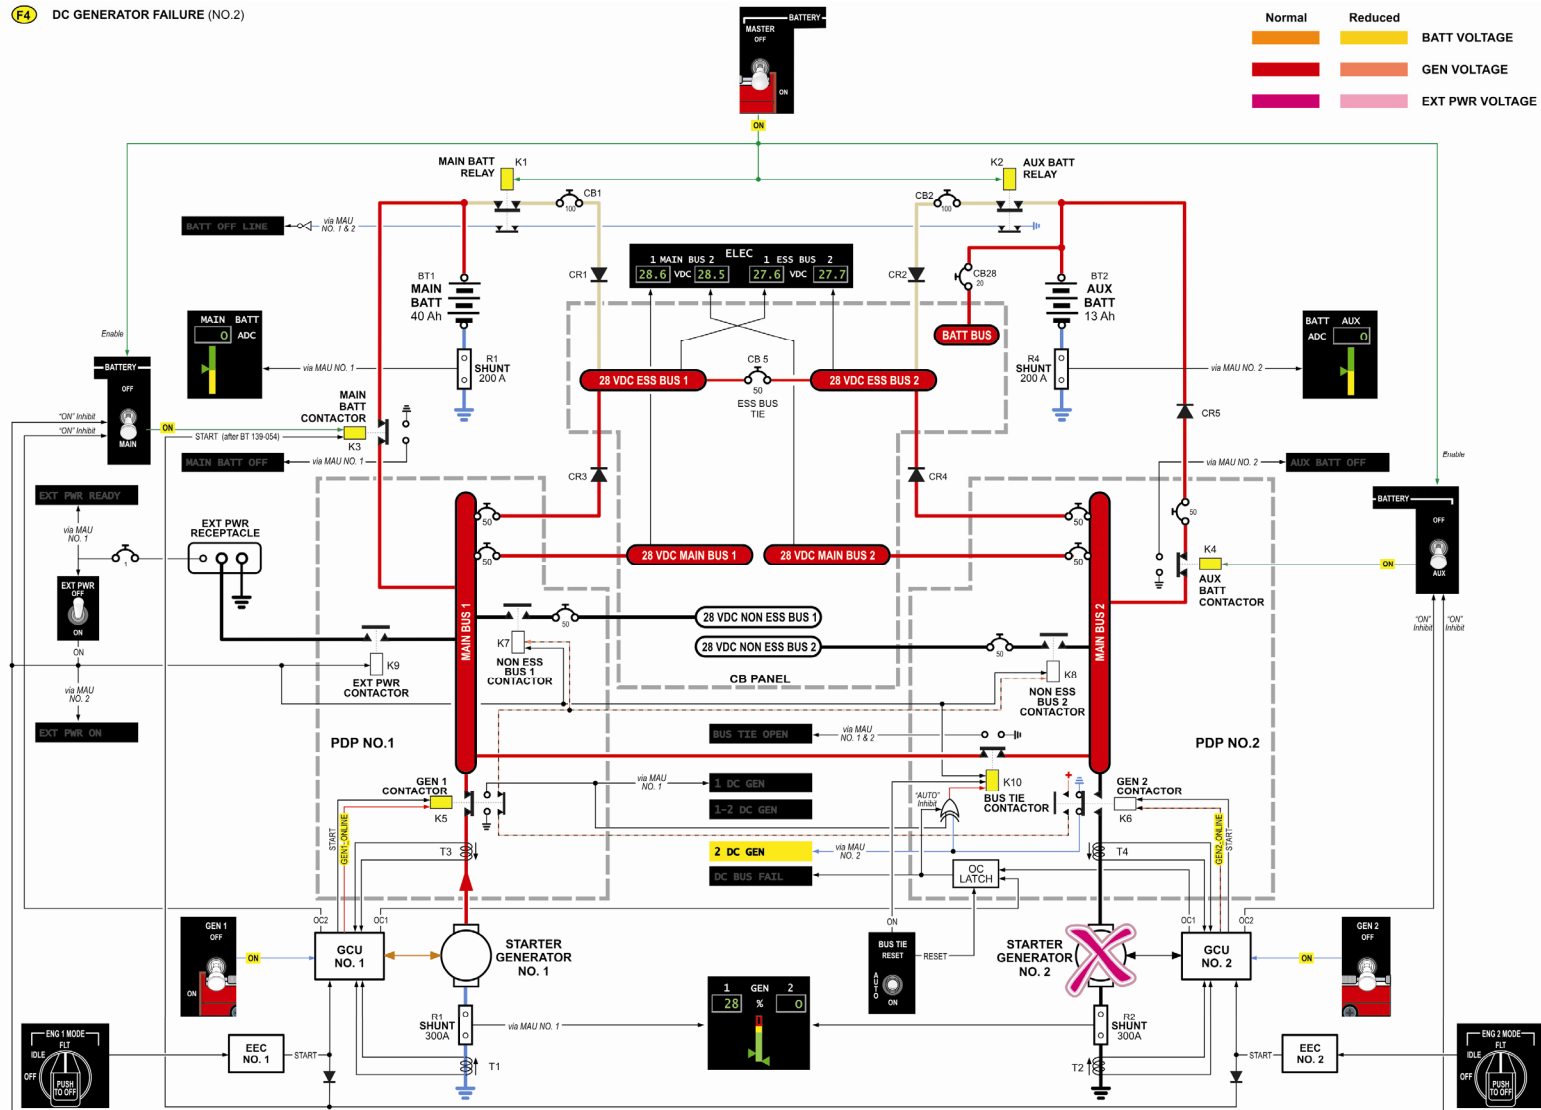 F4 DC GENERATOR FAILURE (NO.2)
Normal Reduced
BATT VOLTAGE
GEN VOLTAGE
EXT PWR VOLTAGE
BATTERY
MASTER
OFF
ON
ON
MAIN BATT
RELAY
K1
K2
AUX BATT
RELAY
CB1
100
CB2
100
BATT OFF LINE
via MAU
NO. 1 & 2
ELEC
1 MAIN BUS 2 1 ESS BUS 2
28.6 VDC 28.5 27.6 VDC 27.7
CR1
CR2
CB28
20
BT1
MAIN
BATT
40 Ah
BT2
AUX
BATT
13 Ah
BATT BUS
MAIN BATT
0 ADC
via MAU NO. 1
R1
SHUNT
200 A
R4
SHUNT
200 A
via MAU NO. 2
BATT AUX
ADC 0
Enable
BATTERY
OFF
MAIN
"ON" Inhibit
"ON" Inhibit
ON
START (after BT 139-054)
MAIN
BATT
CONTACTOR
K3
MAIN BATT OFF
via MAU NO. 1
28 VDC ESS BUS 1
CB 5
50
ESS BUS
TIE
28 VDC ESS BUS 2
CR5
CR3
CR4
via MAU NO. 2
AUX BATT OFF
Enable
BATTERY
OFF
AUX
"ON"
Inhibit
"ON"
Inhibit
EXT PWR READY
via MAU
NO. 1
1
EXT PWR
RECEPTACLE
EXT PWR
OFF
ON
ON
via MAU
NO. 2
EXT PWR ON
50
50
50
50
50
28 VDC MAIN BUS 1
28 VDC MAIN BUS 2
K4
AUX
BATT
CONTACTOR
ON
MAIN BUS 1
MAIN BUS 2
28 VDC NON ESS BUS 1
28 VDC NON ESS BUS 2
50
50
K7
NON ESS
BUS 1
CONTACTOR
K9
EXT PWR
CONTACTOR
CB PANEL
K8
NON ESS
BUS 2
CONTACTOR
PDP NO.1
PDP NO.2
BUS TIE OPEN
via MAU
NO. 1 & 2
GEN 1
CONTACTOR
K5
via MAU
NO. 1
1 DC GEN
1-2 DC GEN
"AUTO"
Inhibit
K10
BUS TIE
CONTACTOR
GEN 2
CONTACTOR
K6
START
GEN1_ONLINE
GEN2_ONLINE
START
T3
T4
2 DC GEN
via MAU
NO. 2
DC BUS FAIL
OC
LATCH
OC2
OC1
OC1
OC2
GEN 1
OFF
ON
ON
GCU
NO. 1
STARTER
GENERATOR
NO. 1
ON
BUS TIE
RESET
AUTO
ON
RESET
STARTER
GENERATOR
NO. 2
GCU
NO. 2
ON
GEN 2
OFF
R1
SHUNT
300A
via MAU NO. 1
1 GEN 2
28 % 0
R2
SHUNT
300A
T1
T2
ENG 1 MODE
FLT
IDLE
OFF
PUSH
TO OFF
EEC
NO. 1
START
START
EEC
NO. 2
ENG 2 MODE
FLT
IDLE
OFF
PUSH
TO OFF